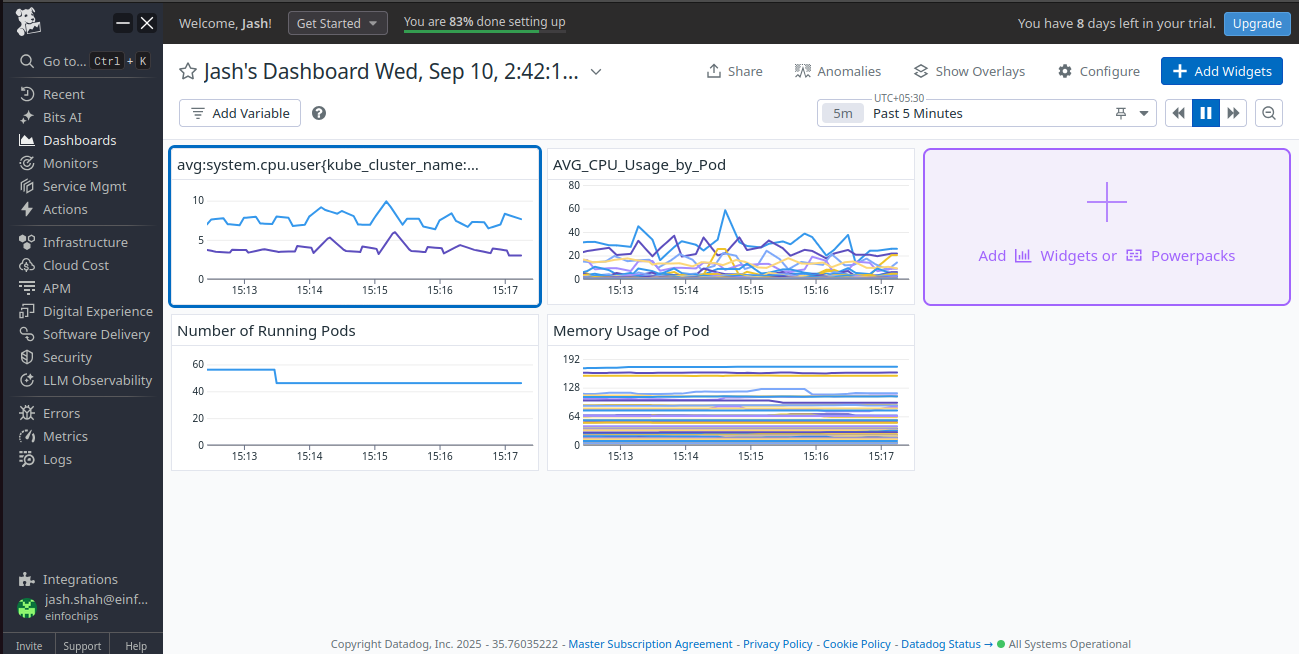 Welcome, Jash!
Get Started
You are 83% done setting up
You have 8 days left in your trial.
Upgrade
Go to... Ctrl + K
Recent
Bits AI
Dashboards
Monitors
Service Mgmt
Actions
Infrastructure
Cloud Cost
APM
Digital Experience
Software Delivery
Security
LLM Observability
Errors
Metrics
Logs
Integrations
jash.shah@einf...
einfochips
Invite
Support
Help
Jash's Dashboard Wed, Sep 10, 2:42:1...
Share
Anomalies
Show Overlays
Configure
Add Widgets
Add Variable
?
UTC+05:30
5m Past 5 Minutes
avg:system.cpu.user{kube_cluster_name:...
10
5
0
15:13 15:14 15:15 15:16 15:17
AVG_CPU_Usage_by_Pod
80
60
40
20
0
15:13 15:14 15:15 15:16 15:17
Add Widgets or Powerpacks
Number of Running Pods
60
40
20
0
15:13 15:14 15:15 15:16 15:17
Memory Usage of Pod
192
128
64
0
15:13 15:14 15:15 15:16 15:17
Copyright Datadog, Inc. 2025 - 35.76035222 - Master Subscription Agreement - Privacy Policy - Cookie Policy - Datadog Status → All Systems Operational